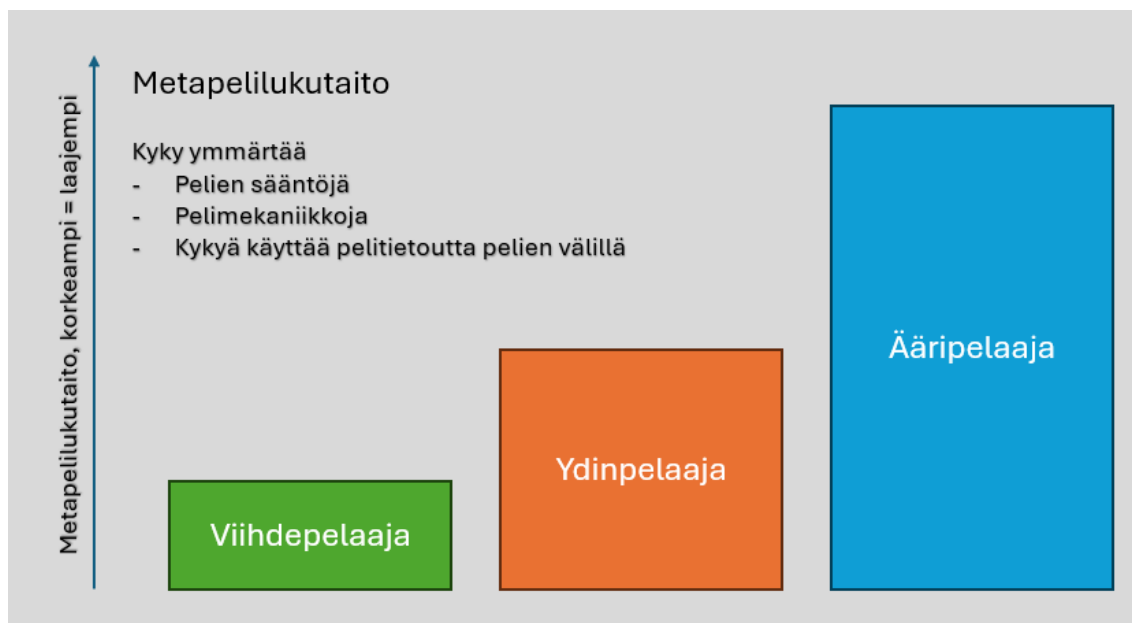 Metapelilukutaito
Kyky ymmärtää
- Pelien sääntöjä
- Pelimekaniikkoja
- Kykyä käyttää pelitietoutta pelien välillä
Metapelilukutaito, korkeampi = laajempi
Viihdepelaaja
Ydinpelaaja
Ääripelaaja